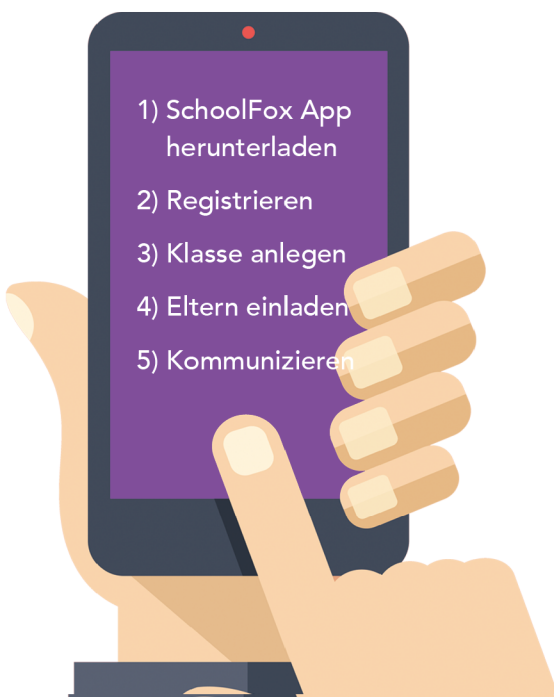 1) SchoolFox App
herunterladen
2) Registrieren
3) Klasse anlegen
4) Eltern einladen
5) Kommunizieren